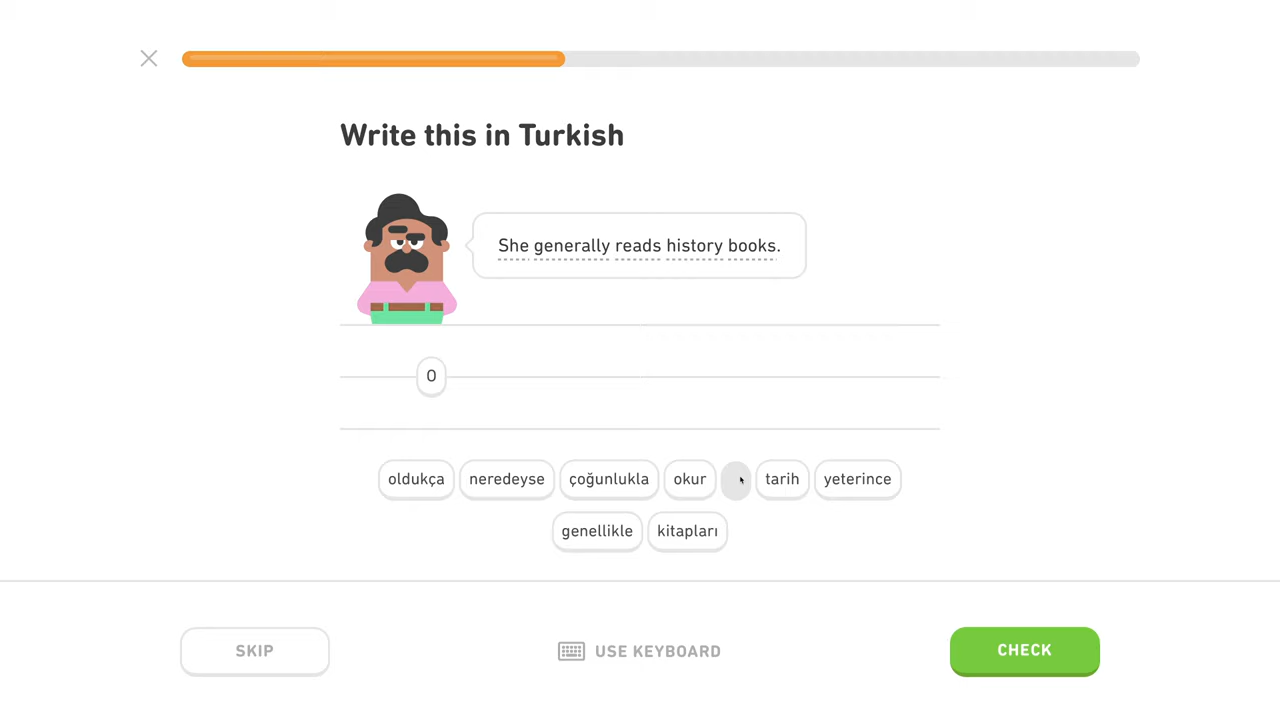 Write this in Turkish
She generally reads history books.
O
oldukça neredeyse çoğunlukla okur tarih yeterince
genellikle kitapları
SKIP USE KEYBOARD CHECK